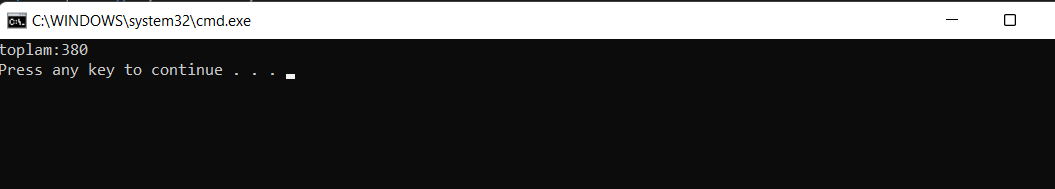 C:\WINDOWS\system32\cmd.exe
toplam:380
Press any key to continue . . .